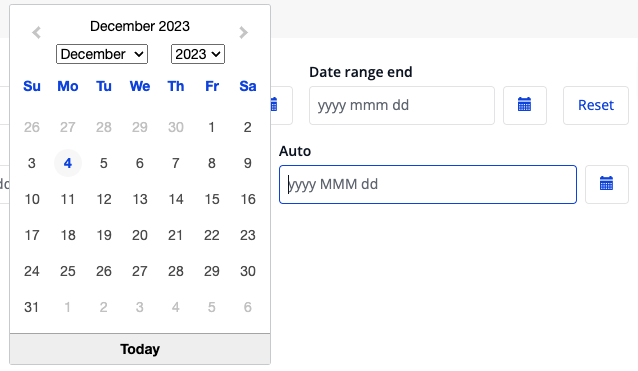 December 2023
December 2023
Su Mo Tu We Th Fr Sa
26 27 28 29 30 1 2
3 4 5 6 7 8 9
10 11 12 13 14 15 16
17 18 19 20 21 22 23
24 25 26 27 28 29 30
31 1 2 3 4 5 6
Today
Date range end
yyyy mmm dd
Reset
Auto
yyyy MMM dd